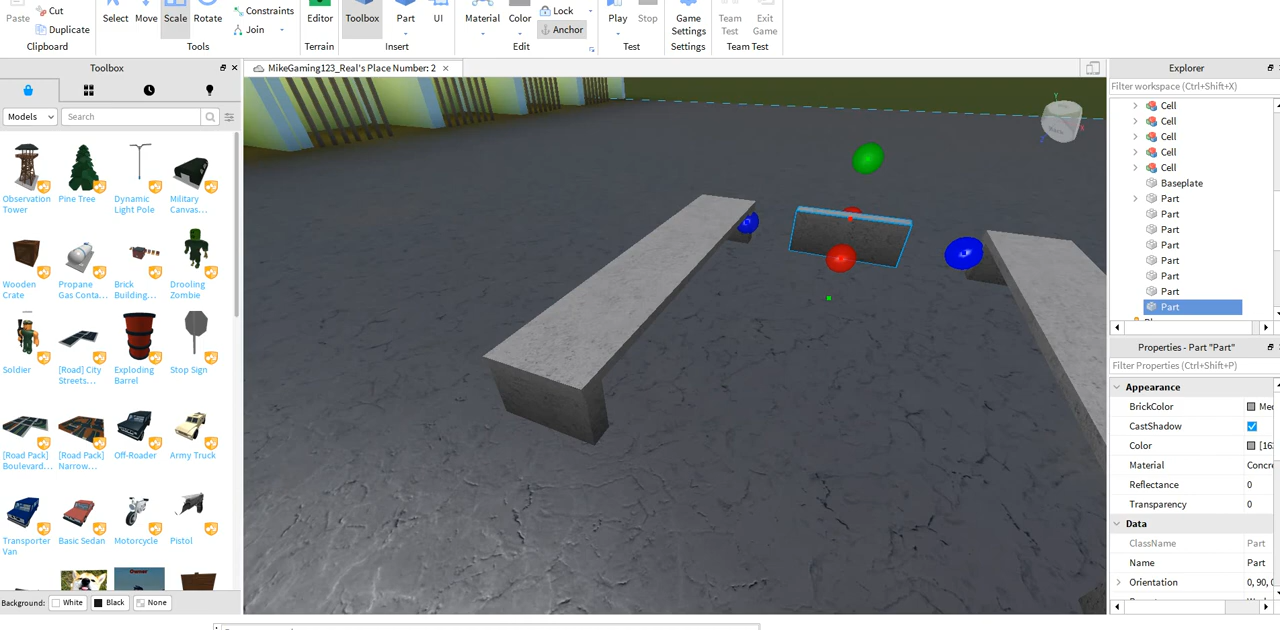 Paste
Cut
Duplicate
Clipboard
Select
Move
Scale
Rotate
Constraints
Join
Tools
Editor
Terrain
Toolbox
Part
UI
Insert
Material
Color
Lock
Anchor
Edit
Play
Stop
Test
Game
Settings
Settings
Team
Test
Exit
Game
Team Test
Toolbox
MikeGaming123_Real's Place Number: 2
Models
Search
Observation
Tower
Pine Tree
Dynamic
Light Pole
Military
Canvas...
Wooden
Crate
Propane
Gas Conta...
Brick
Building...
Drooling
Zombie
Soldier
[Road] City
Streets...
Exploding
Barrel
Stop Sign
[Road Pack]
Boulevard...
[Road Pack]
Narrow...
Off-Roader
Army Truck
Transporter
Van
Basic Sedan
Motorcycle
Pistol
Background:
White
Black
None
Y
Explorer
Filter workspace (Ctrl+Shift+X)
Cell
Cell
Cell
Cell
Cell
Baseplate
Part
Part
Part
Part
Part
Part
Part
Part
Properties - Part "Part"
Filter Properties (Ctrl+Shift+P)
Appearance
BrickColor Med
CastShadow
Color [163
Material Concre
Reflectance 0
Transparency 0
Data
ClassName Part
Name Part
Orientation 0, 90, 0